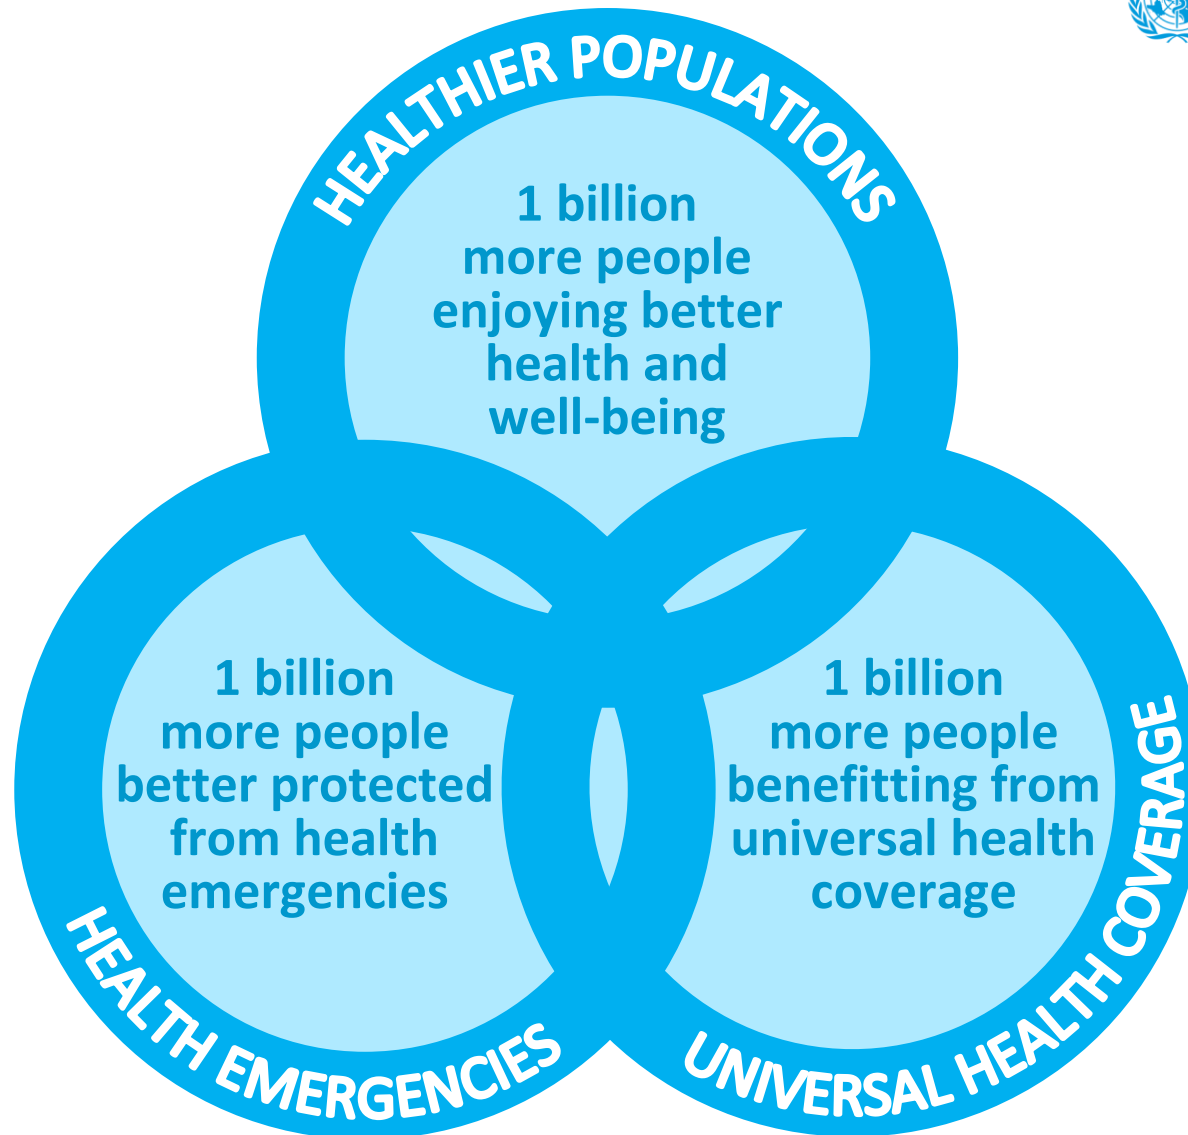 HEALTHIER POPULATIONS
1 billion
more people
enjoying better
health and
well-being
1 billion
more people
better protected
from health
emergencies
HEALTH EMERGENCIES
1 billion
more people
benefitting from
universal health
coverage
UNIVERSAL HEALTH COVERAGE